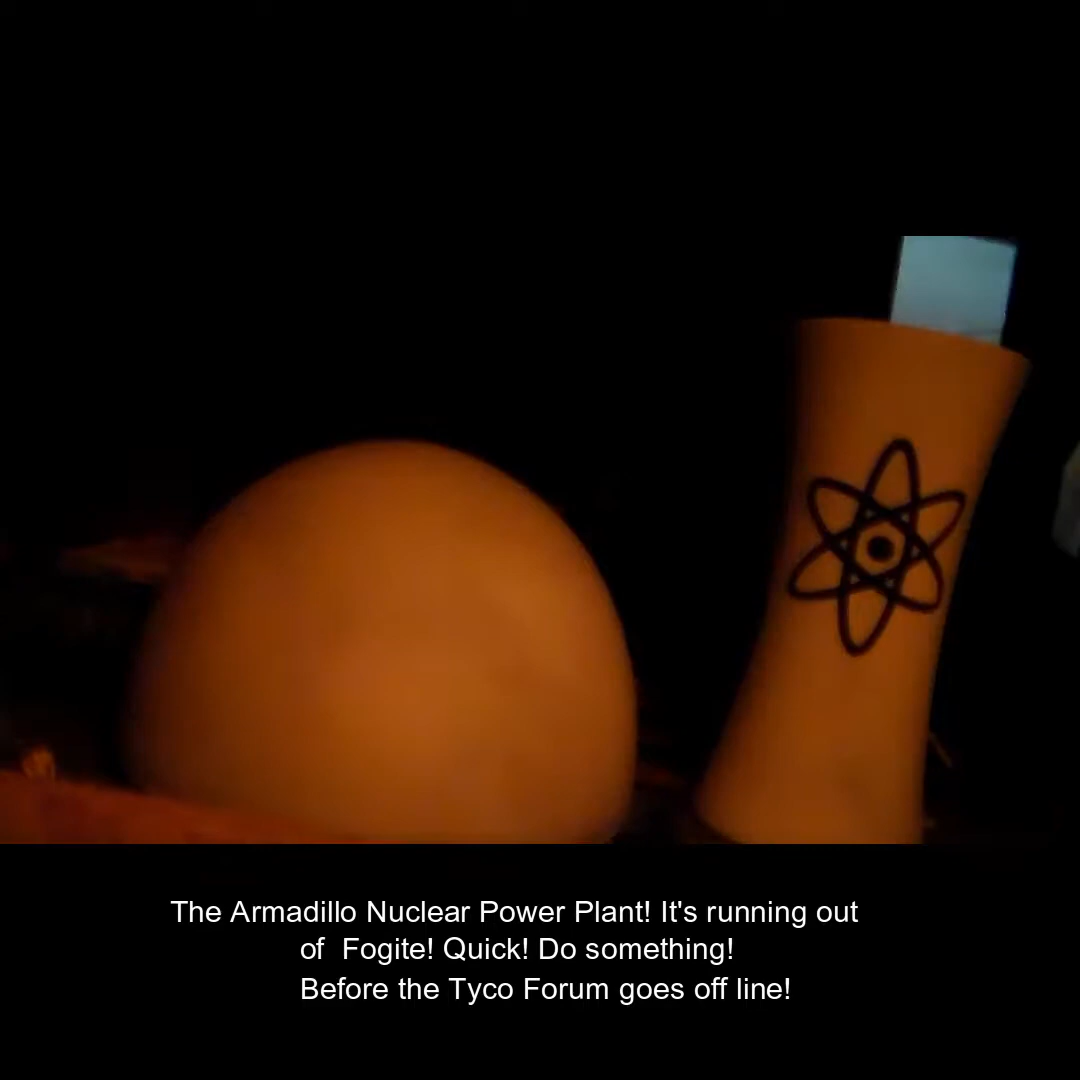 The Armadillo Nuclear Power Plant! It's running out
of  Fogite! Quick! Do something!
Before the Tyco Forum goes off line!